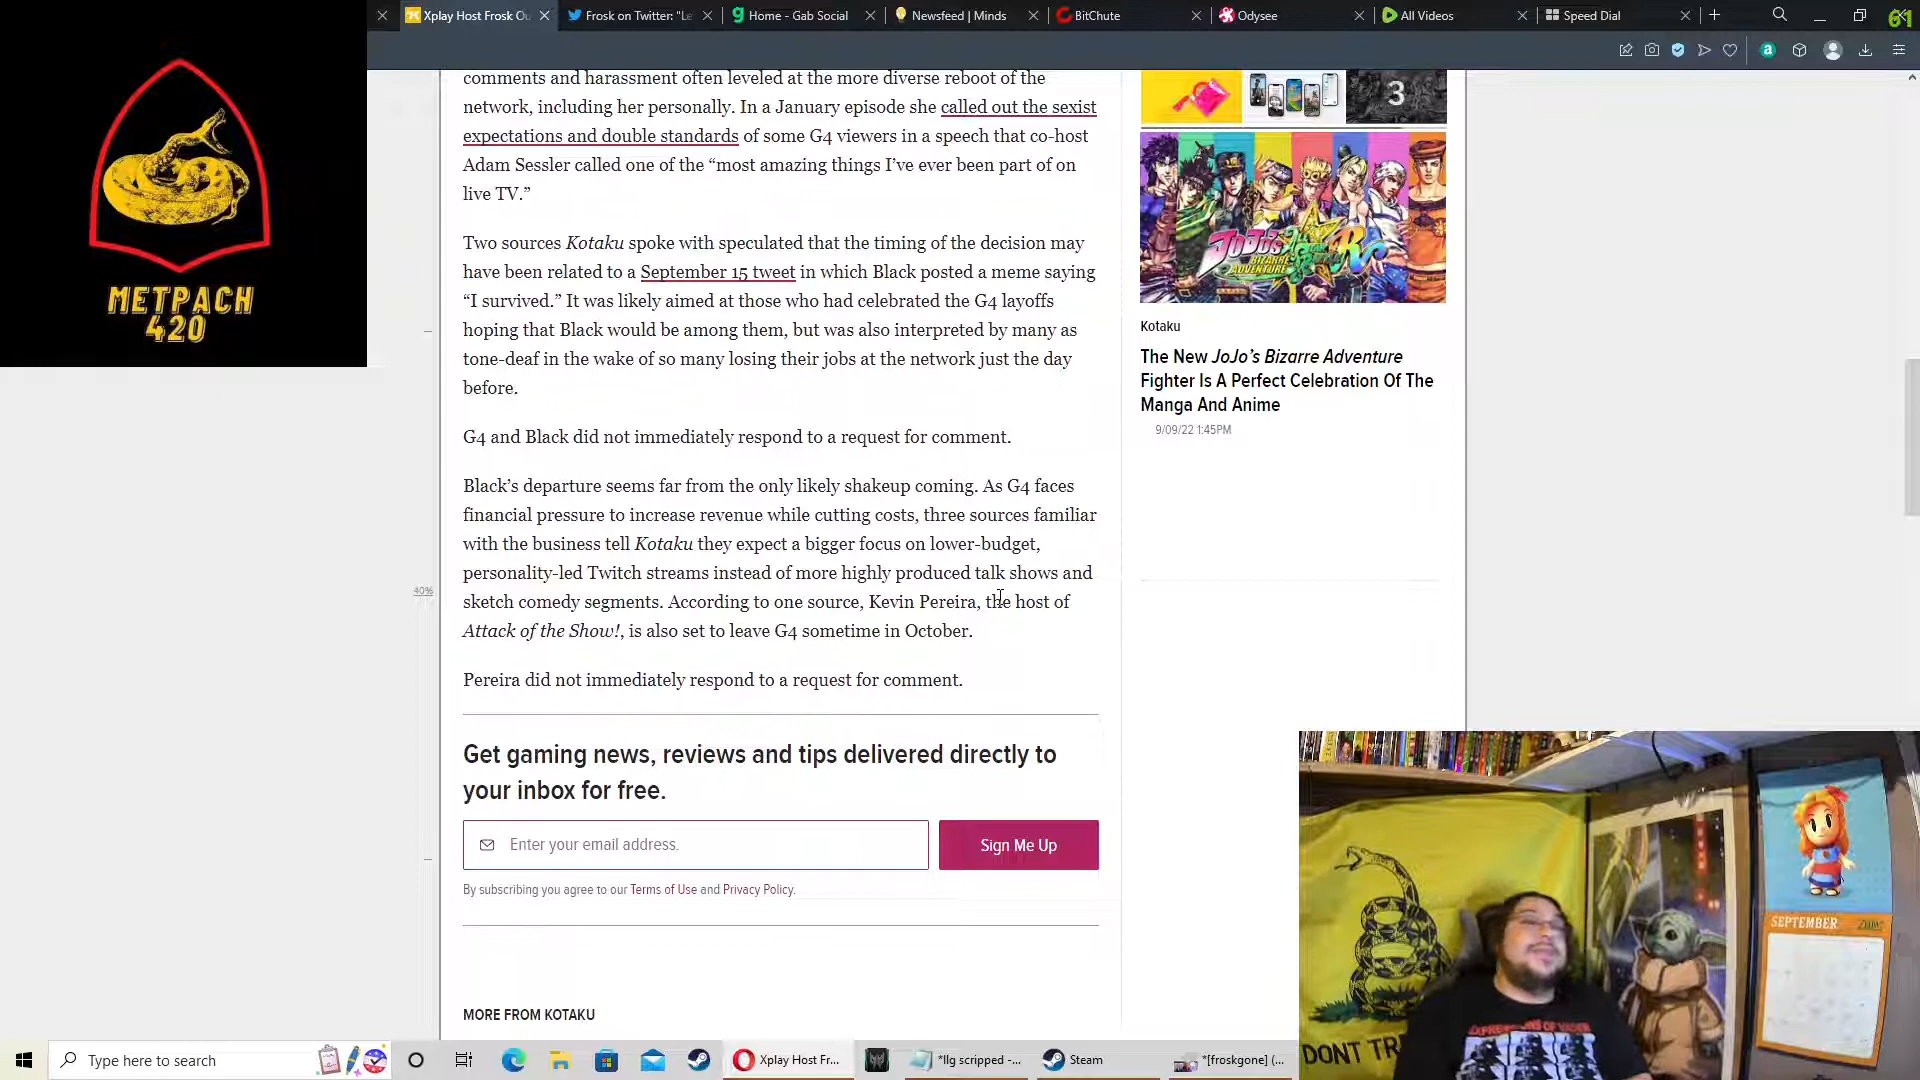 Xplay Host Frosk Ou
Frosk on Twitter: "Le
Home - Gab Social
Newsfeed | Minds
BitChute
Odysee
All Videos
Speed Dial
61
METPACH
420
comments and harassment often leveled at the more diverse reboot of the
network, including her personally. In a January episode she called out the sexist
expectations and double standards of some G4 viewers in a speech that co-host
Adam Sessler called one of the “most amazing things I’ve ever been part of on
live TV.”
Two sources Kotaku spoke with speculated that the timing of the decision may
have been related to a September 15 tweet in which Black posted a meme saying
“I survived.” It was likely aimed at those who had celebrated the G4 layoffs
hoping that Black would be among them, but was also interpreted by many as
tone-deaf in the wake of so many losing their jobs at the network just the day
before.
G4 and Black did not immediately respond to a request for comment.
Black’s departure seems far from the only likely shakeup coming. As G4 faces
financial pressure to increase revenue while cutting costs, three sources familiar
with the business tell Kotaku they expect a bigger focus on lower-budget,
personality-led Twitch streams instead of more highly produced talk shows and
40%
sketch comedy segments. According to one source, Kevin Pereira, the host of
Attack of the Show!, is also set to leave G4 sometime in October.
Pereira did not immediately respond to a request for comment.
Get gaming news, reviews and tips delivered directly to
your inbox for free.
Enter your email address.
Sign Me Up
By subscribing you agree to our Terms of Use and Privacy Policy.
MORE FROM KOTAKU
3
JOJO'S
BIZARRE
ADVENTURE
R
Kotaku
The New JoJo’s Bizarre Adventure
Fighter Is A Perfect Celebration Of The
Manga And Anime
9/09/22 1:45PM
SEPTEMBER
DONT TR
Type here to search
Xplay Host Fr...
*llg scripped -...
Steam
*[froskgone] (...